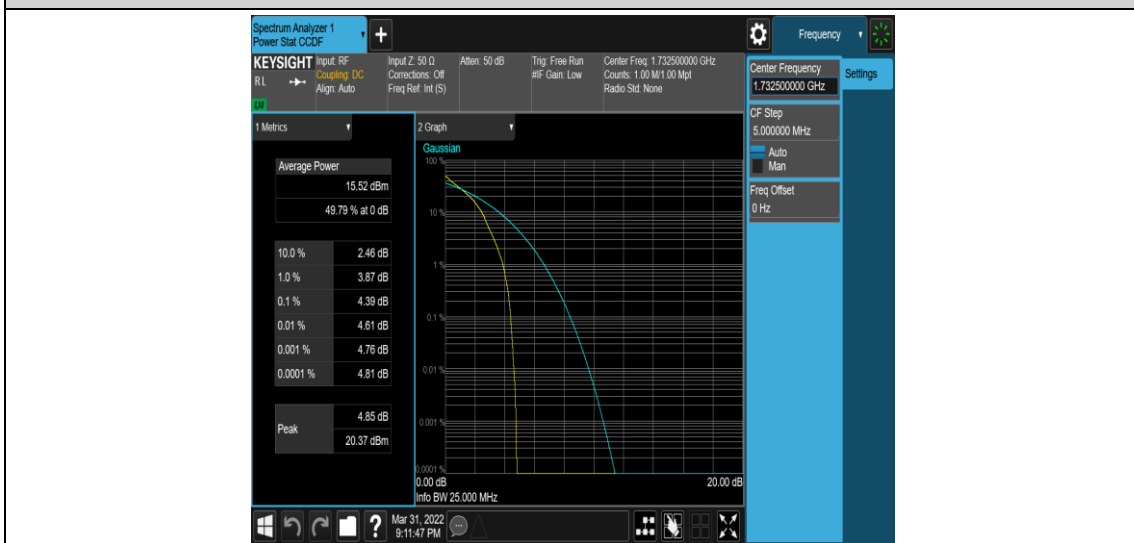 Spectrum Analyzer 1
Power Stat CCDF
Frequency
KEYSIGHT
RL
LXI
Input: RF
Coupling: DC
Align: Auto
Input Z: 50 Ω
Corrections: Off
Freq Ref: Int (S)
Atten: 50 dB
Trig: Free Run
#IF Gain: Low
Center Freq: 1.732500000 GHz
Counts: 1.00 M/1.00 Mpt
Radio Std: None
Center Frequency
1.732500000 GHz
Settings
CF Step
5.000000 MHz
Auto
Man
Freq Offset
0 Hz
1 Metrics
Average Power
15.52 dBm
49.79 % at 0 dB
10.0 % 2.46 dB
1.0 % 3.87 dB
0.1 % 4.39 dB
0.01 % 4.61 dB
0.001 % 4.76 dB
0.0001 % 4.81 dB
Peak
4.85 dB
20.37 dBm
2 Graph
Gaussian
100 %
10 %
1 %
0.1 %
0.01 %
0.001 %
0.0001 %
0.00 dB 20.00 dB
Info BW 25.000 MHz
?
Mar 31, 2022
9:11:47 PM